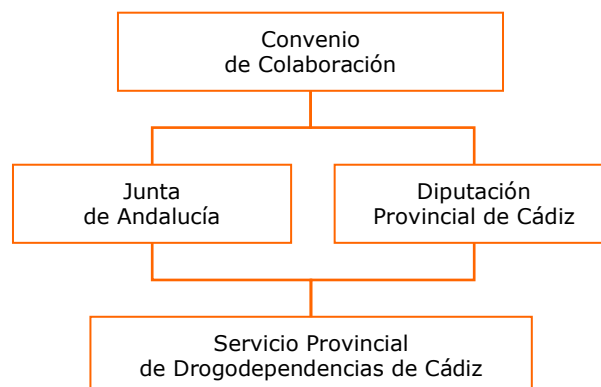 Convenio
de Colaboración
Junta
de Andalucía
Diputación
Provincial de Cádiz
Servicio Provincial
de Drogodependencias de Cádiz